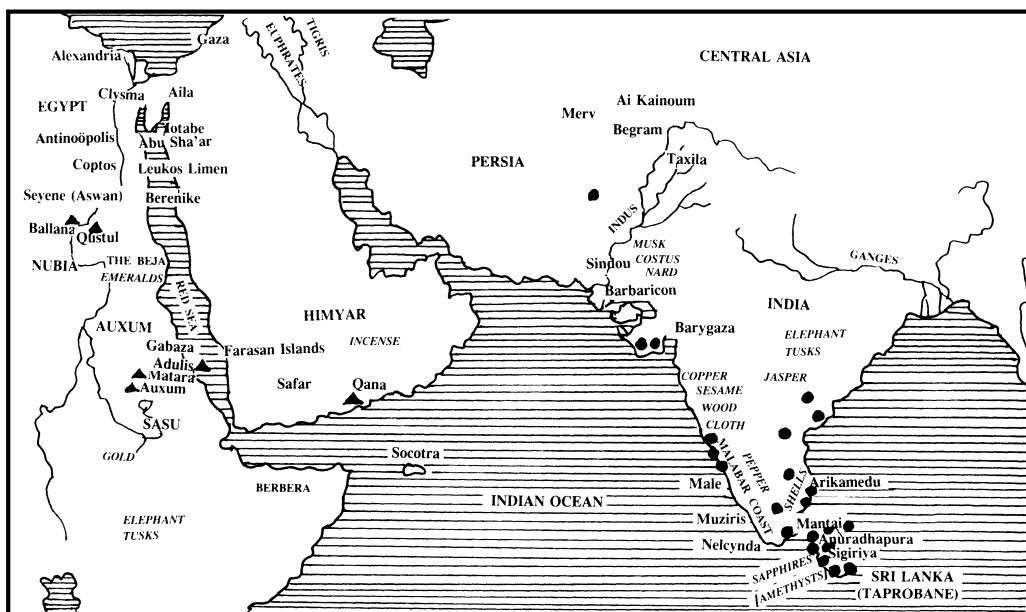 Gaza
Alexandria
TIGRIS
EUPHRATES
CENTRAL ASIA
Clysma
Aila
EGYPT
Iotabe
Antinoöpolis
Abu Sha'ar
Coptos
Leukos Limen
Seyene (Aswan)
Berenike
Ballana
Qustul
NUBIA
THE BEJA
EMERALDS
RED SEA
AUXUM
Gabaza
Adulis
Matara
Auxum
SASU
GOLD
ELEPHANT
TUSKS
HIMYAR
INCENSE
Farasan Islands
Safar
Qana
Socotra
BERBERA
INDIAN OCEAN
PERSIA
Merv
Ai Kainoum
Begram
Taxila
INDUS
MUSK
COSTUS
NARD
Sindou
Barbaricon
GANGES
INDIA
Barygaza
ELEPHANT
TUSKS
COPPER
SESAME
WOOD
CLOTH
JASPER
PEPPER
MALABAR COAST
SHELLS
Male
Arikamedu
Muziris
Mantai
Nelcynda
Anuradhapura
Sigiriya
SAPPHIRES
[AMETHYSTS]
SRI LANKA
(TAPROBANE)